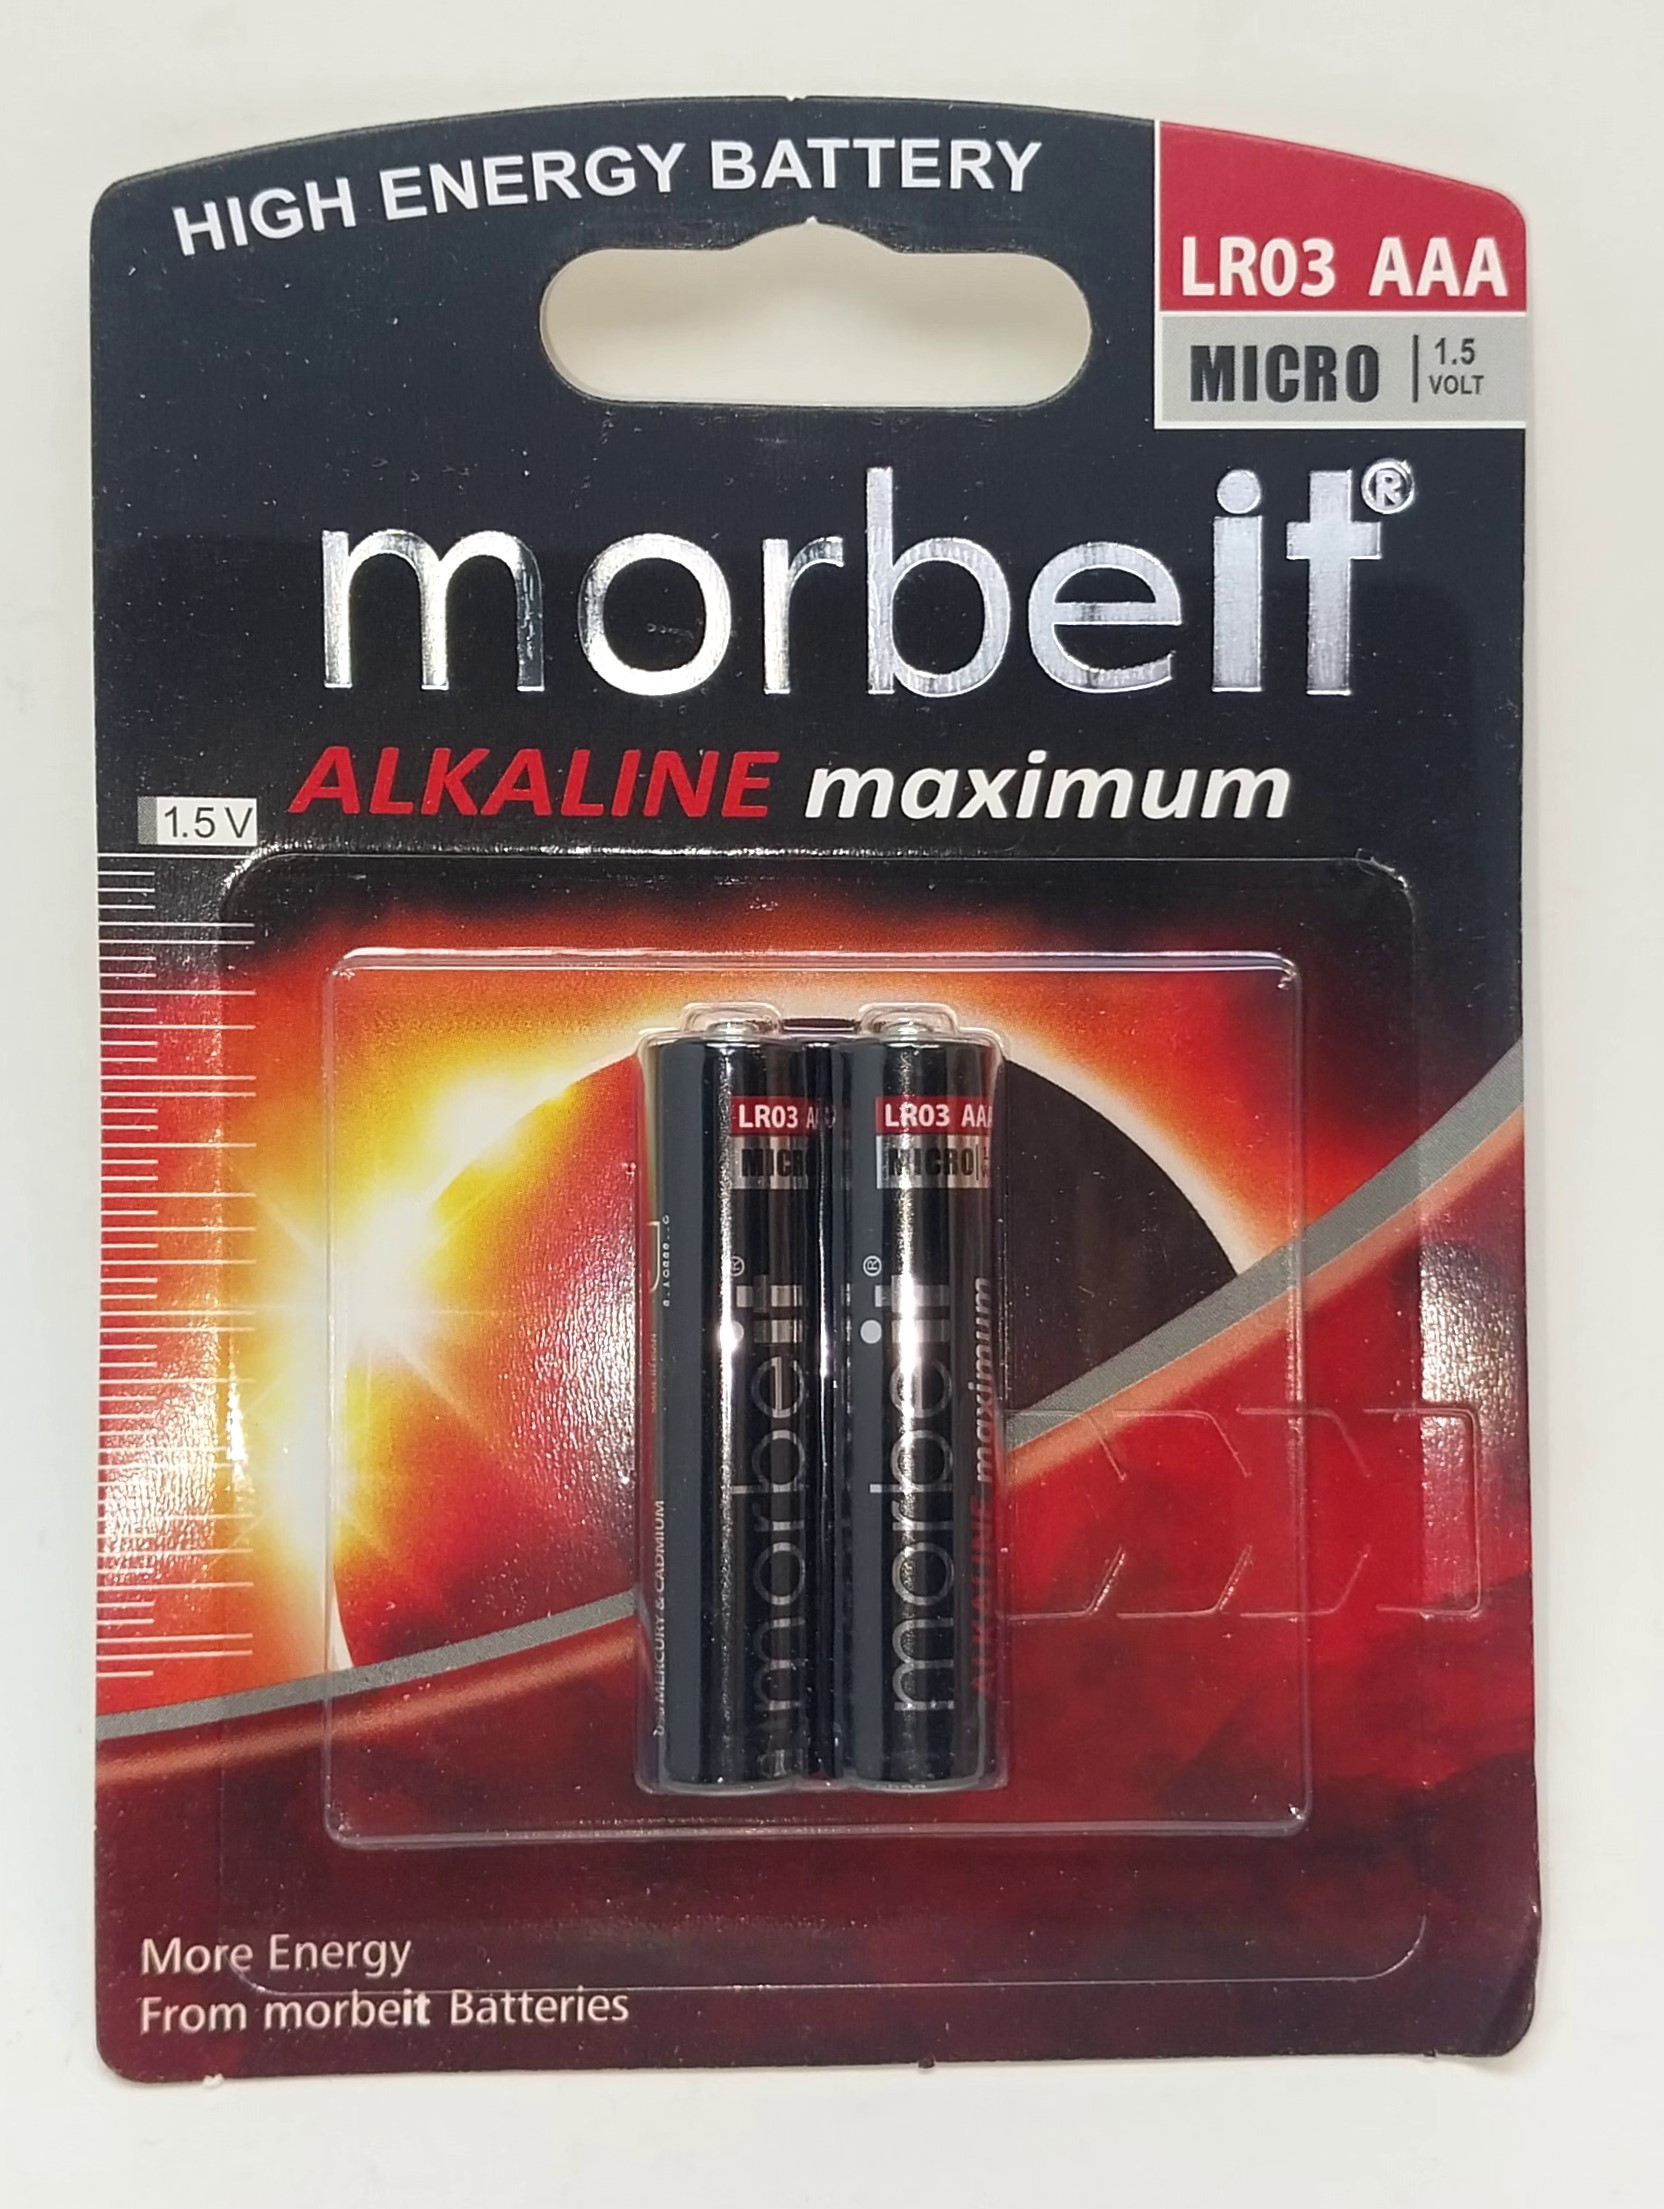 HIGH ENERGY BATTERY
LR03 AAA
MICRO
1.5
VOLT
morbeit®
ALKALINE maximum
1.5 V
LR03
LR03 AAA
MICRO
morbeit®
morbeit®
ALKALINE maximum
MERCURY & CADMIUM
More Energy
From morbeit Batteries